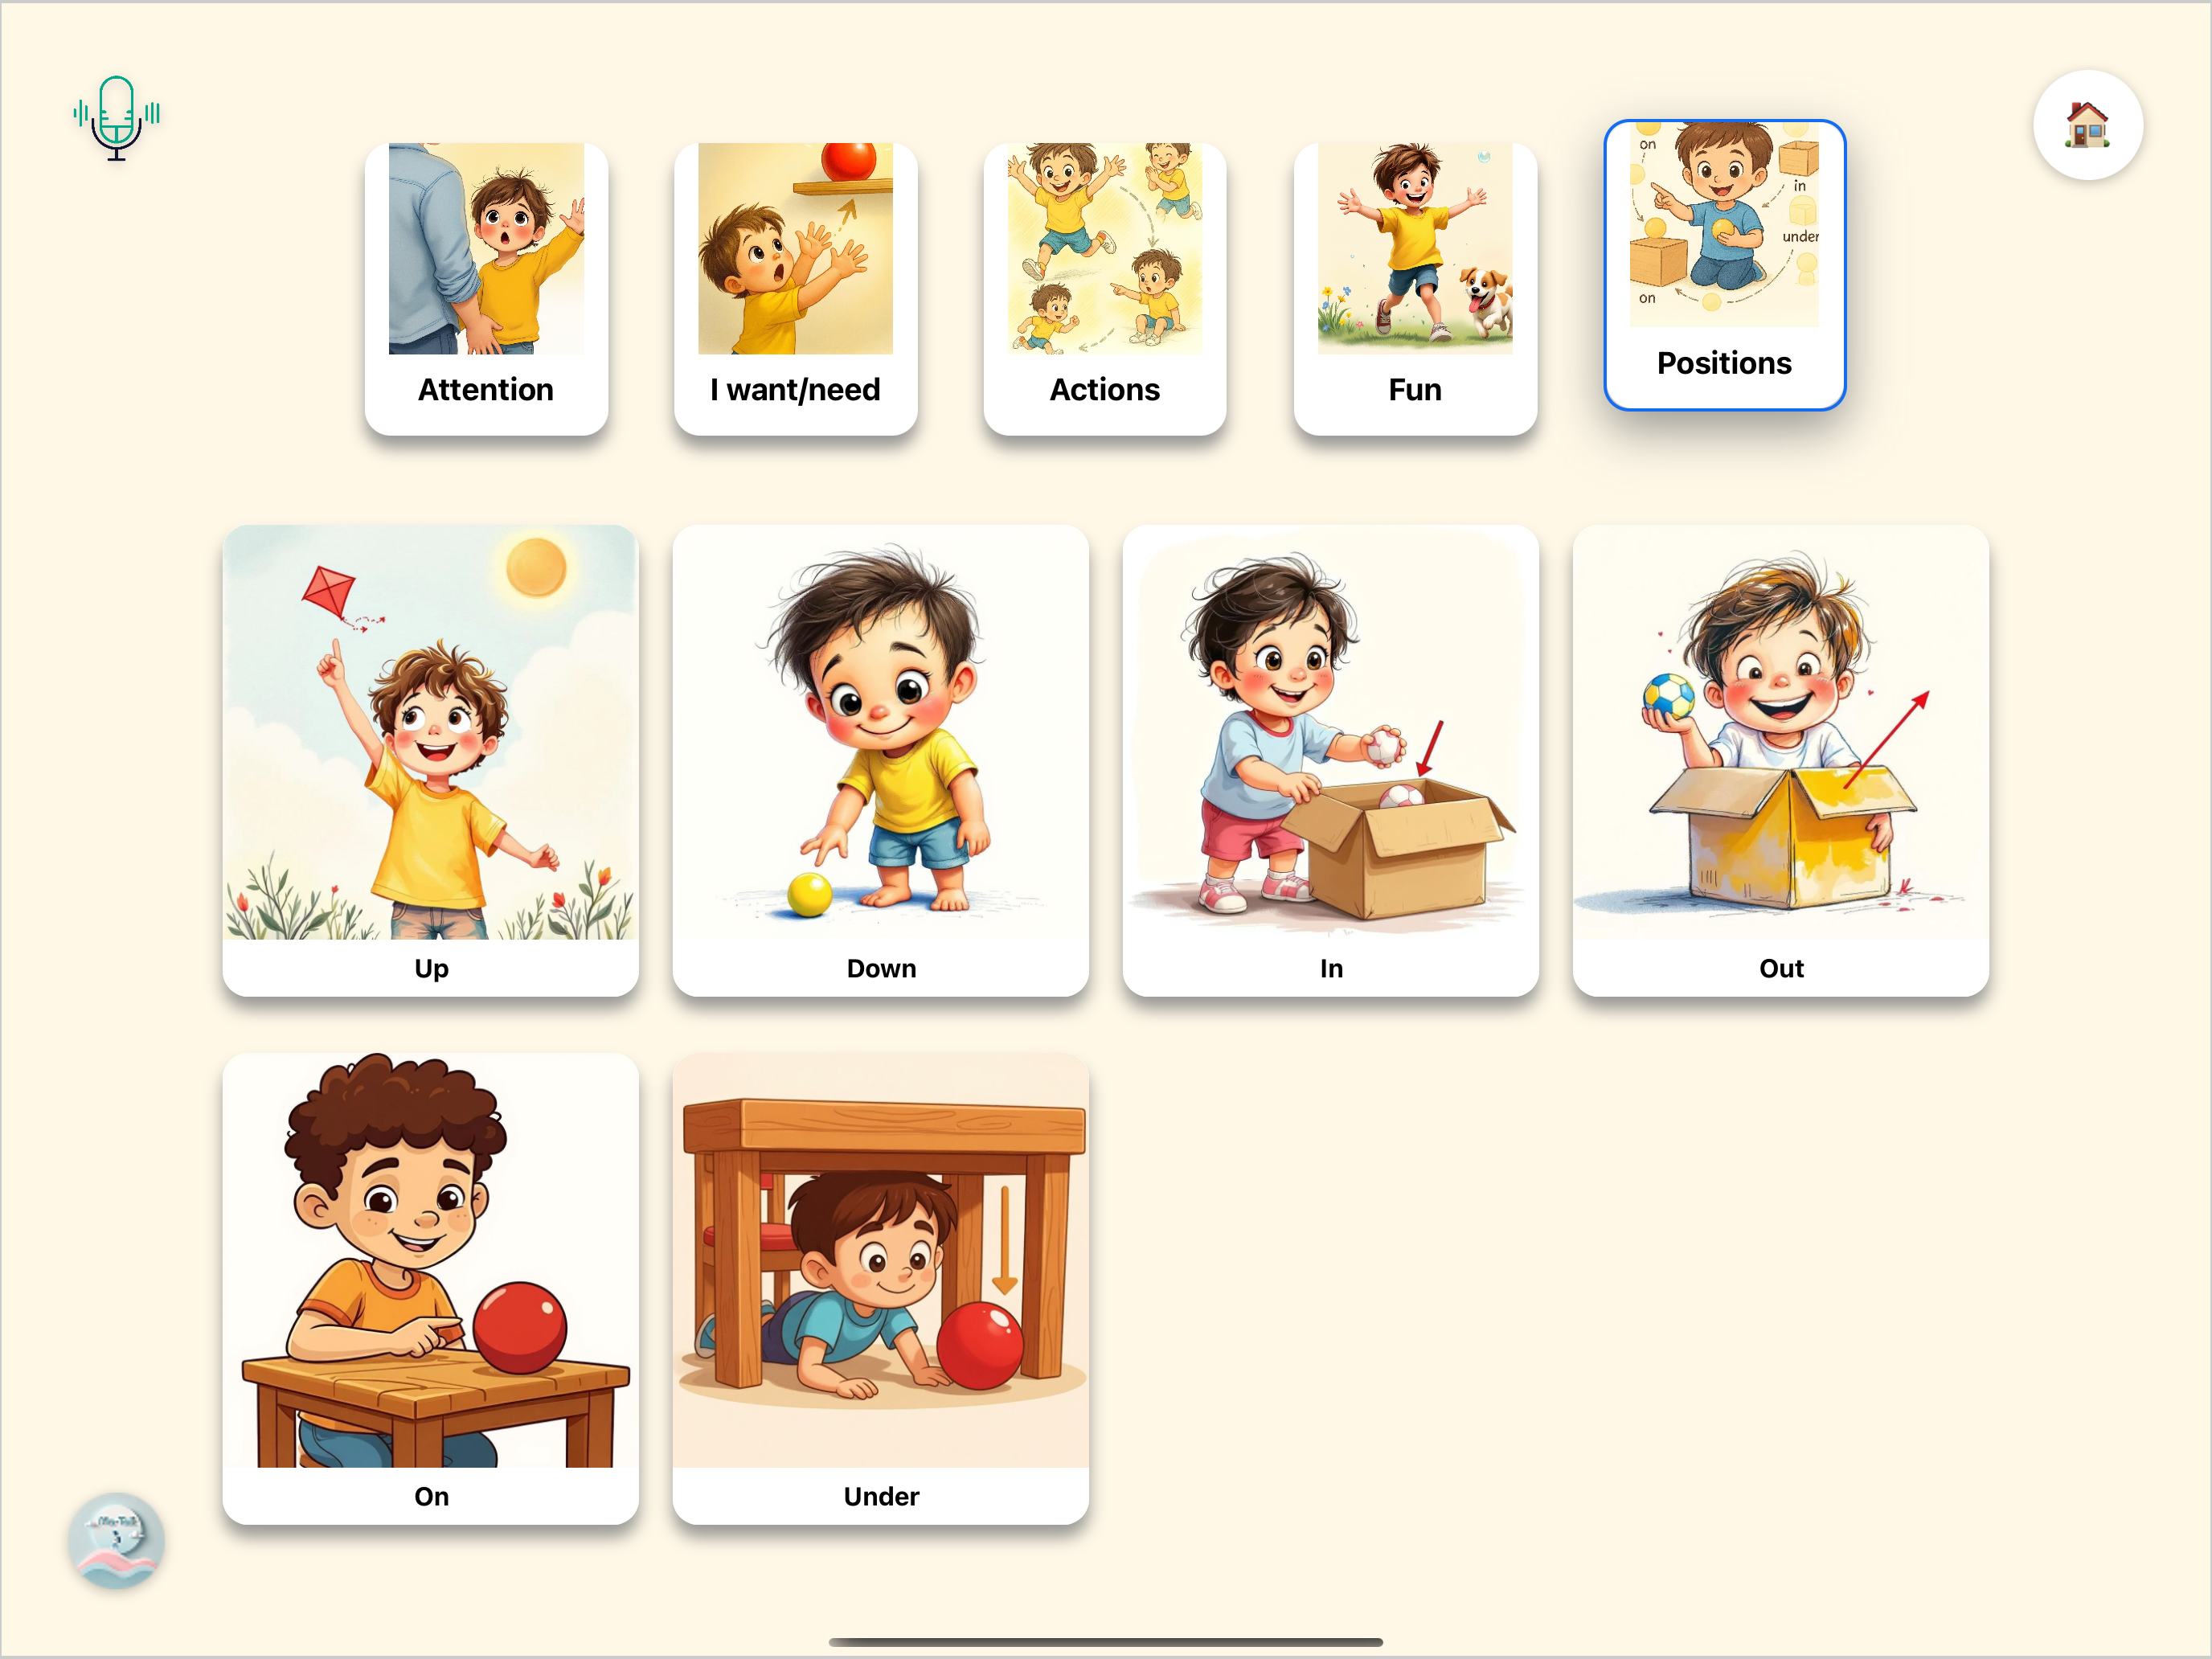 on
in
under
on
Attention
I want/need
Actions
Fun
Positions
Up
Down
In
Out
On
Under